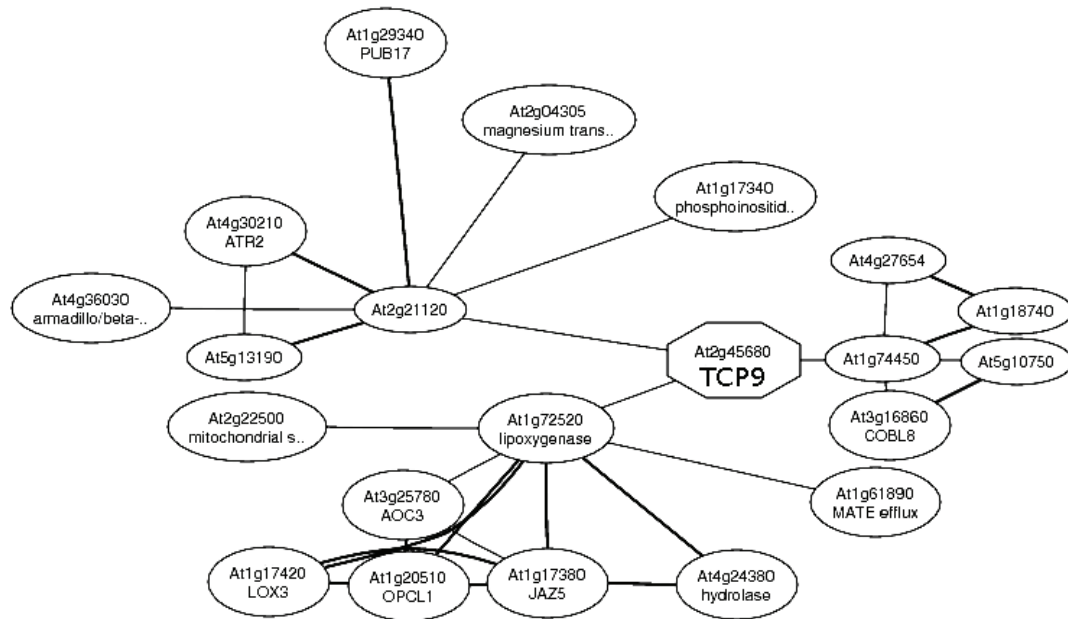 At1g29340
PUB17
At2g04305
magnesium trans..
At1g17340
phosphoinositid..
At4g30210
ATR2
At4g27654
At4g36030
armadillo/beta-..
At2g21120
At1g18740
At5g13190
At2g45680
TCP9
At1g74450
At5g10750
At2g22500
mitochondrial s..
At1g72520
lipoxygenase
At3g16860
COBL8
At3g25780
AOC3
At1g61890
MATE efflux
At1g17420
LOX3
At1g20510
OPCL1
At1g17380
JAZ5
At4g24380
hydrolase